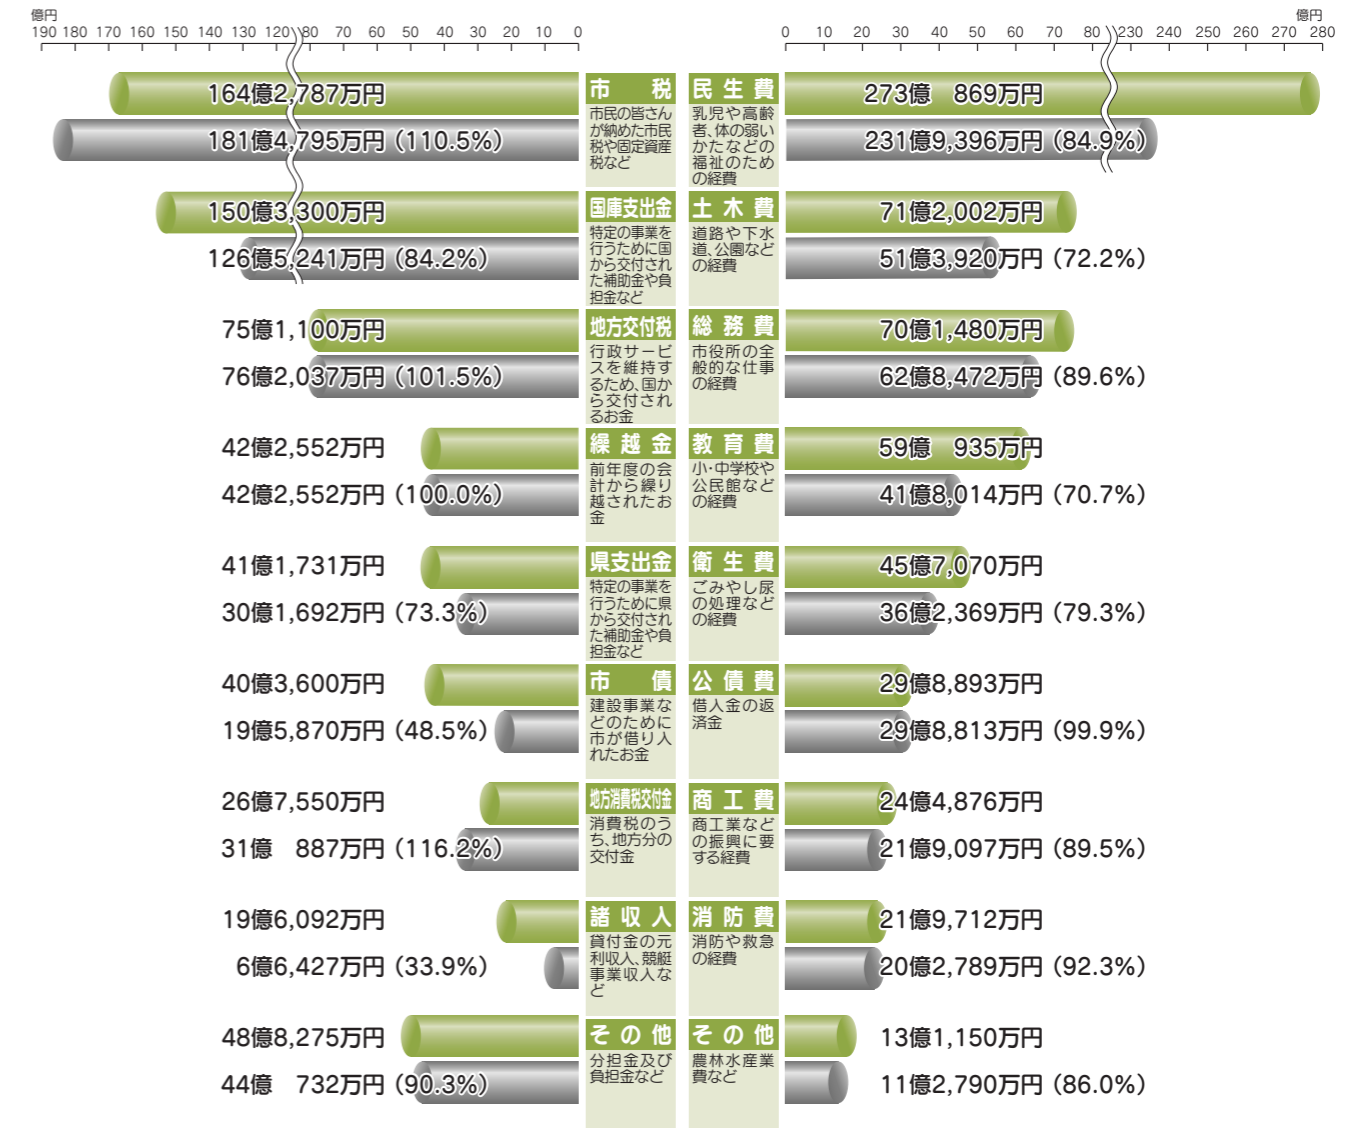 億円
190 180 170 160 150 140 130 120 80 70 60 50 40 30 20 10 0
億円
0 10 20 30 40 50 60 70 80 230 240 250 260 270 280
164億2,787万円
181億4,795万円（110.5%）
市税
市民の皆さん
が納めた市民
税や固定資産
税など
民生費
乳児や高齢
者、体の弱い
かたなどの
福祉のため
の経費
273億 869万円
231億9,396万円（84.9%）
150億3,300万円
126億5,241万円（84.2%）
国庫支出金
特定の事業を
行うために国
から交付され
た補助金や負
担金など
土木費
道路や下水
道、公園など
の経費
71億2,002万円
51億3,920万円（72.2%）
75億1,100万円
76億2,037万円（101.5%）
地方交付税
行政サービ
スを維持す
るため、国か
ら交付され
るお金
総務費
市役所の全
般的な仕事
の経費
70億1,480万円
62億8,472万円（89.6%）
42億2,552万円
42億2,552万円（100.0%）
繰越金
前年度の会
計から繰り
越されたお
金
教育費
小・中学校や
公民館など
の経費
59億 935万円
41億8,014万円（70.7%）
41億1,731万円
30億1,692万円（73.3%）
県支出金
特定の事業を
行うために県
から交付され
た補助金や負
担金など
衛生費
ごみやし尿
の処理など
の経費
45億7,070万円
36億2,369万円（79.3%）
40億3,600万円
19億5,870万円（48.5%）
市債
建設事業な
どのために
市が借り入
れたお金
公債費
借入金の返
済金
29億8,893万円
29億8,813万円（99.9%）
26億7,550万円
31億 887万円（116.2%）
地方消費税交付金
消費税のう
ち、地方分の
交付金
商工費
商工業など
の振興に要
する経費
24億4,876万円
21億9,097万円（89.5%）
19億6,092万円
6億6,427万円（33.9%）
諸収入
貸付金の元
利収入、競艇
事業収入な
ど
消防費
消防や救急
の経費
21億9,712万円
20億2,789万円（92.3%）
48億8,275万円
44億 732万円（90.3%）
その他
分担金及び
負担金など
その他
農林水産業
費など
13億1,150万円
11億2,790万円（86.0%）